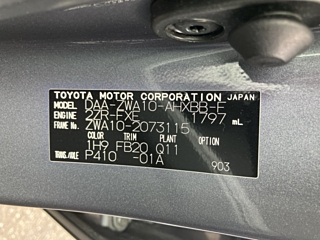 TOYOTA MOTOR CORPORATION JAPAN
MODEL DAA-ZWA10-AHXBB-F
ENGINE 2ZR-FXE 1797 mL
FRAME No. ZWA10-2073115
COLOR TRIM PLANT OPTION
1H9 FB20 Q11
TRANS./AXLE P410 -01A
903